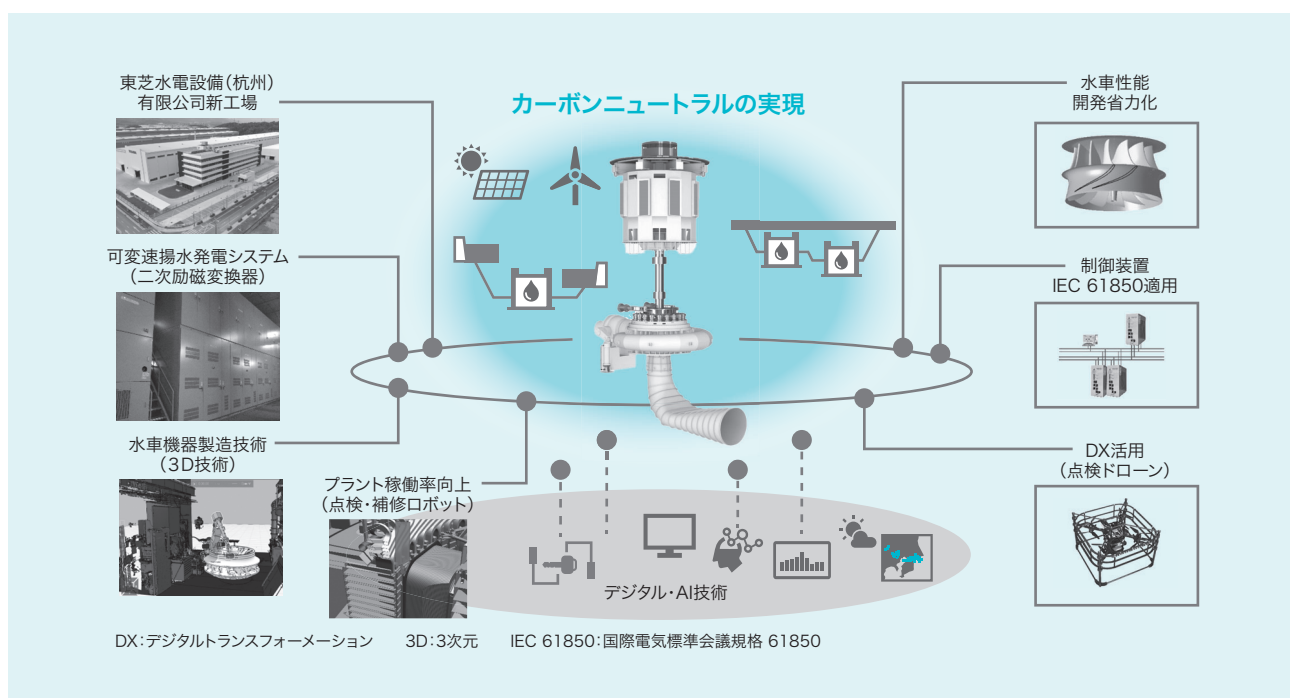 カーボンニュートラルの実現
東芝水電設備（杭州）
有限公司新工場
可変速揚水発電システム
（二次励磁変換器）
水車機器製造技術
（3D技術）
プラント稼働率向上
（点検・補修ロボット）
水車性能
開発省力化
制御装置
IEC 61850適用
DX活用
（点検ドローン）
デジタル・AI技術
DX：デジタルトランスフォーメーション　3D：3次元　IEC 61850：国際電気標準会議規格 61850